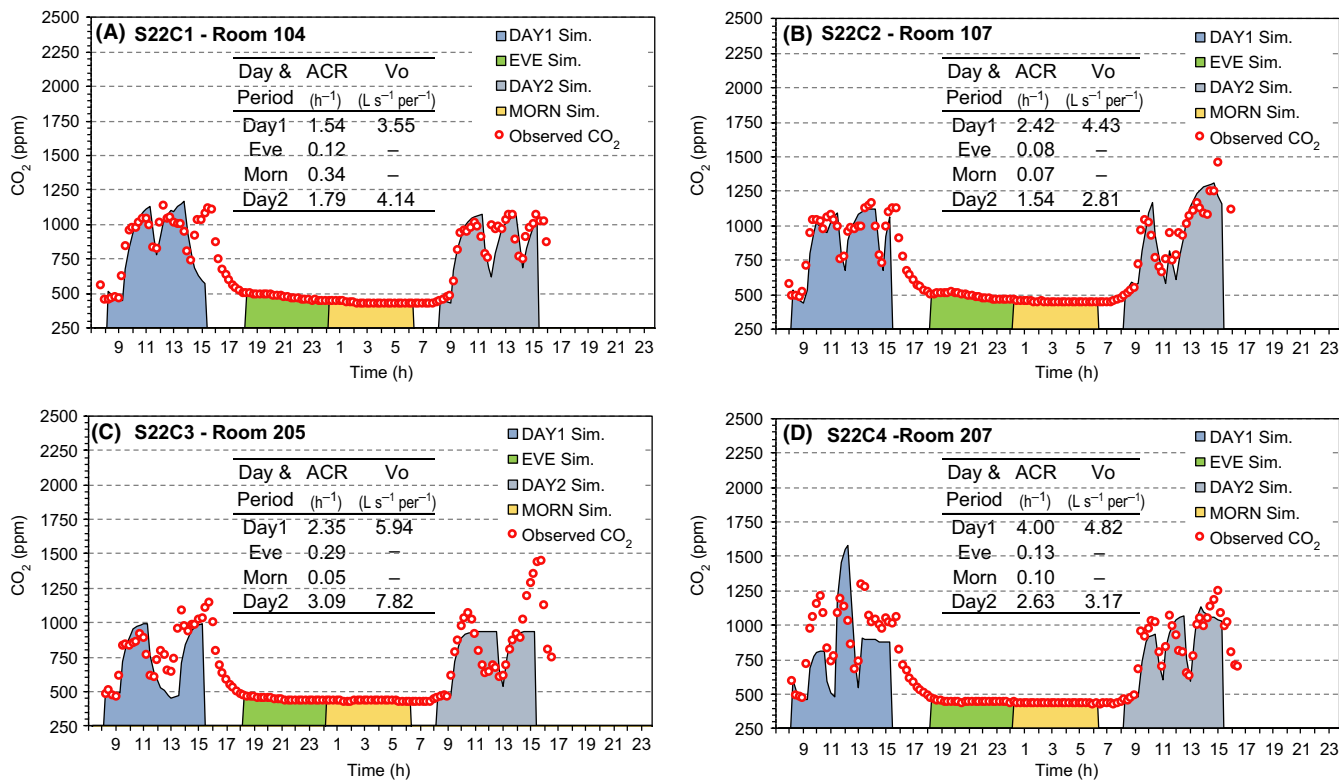 (A) S22C1 - Room 104
DAY1 Sim.
EVE Sim.
DAY2 Sim.
MORN Sim.
Observed CO₂
Day & ACR Vo
Period (h⁻¹) (L s⁻¹ per⁻¹)
Day1 1.54 3.55
Eve 0.12 –
Morn 0.34 –
Day2 1.79 4.14
CO₂ (ppm)
2500
2250
2000
1750
1500
1250
1000
750
500
250
9 11 13 15 17 19 21 23 1 3 5 7 9 11 13 15 17 19 21 23
Time (h)
(B) S22C2 - Room 107
DAY1 Sim.
EVE Sim.
DAY2 Sim.
MORN Sim.
Observed CO₂
Day & ACR Vo
Period (h⁻¹) (L s⁻¹ per⁻¹)
Day1 2.42 4.43
Eve 0.08 –
Morn 0.07 –
Day2 1.54 2.81
CO₂ (ppm)
2500
2250
2000
1750
1500
1250
1000
750
500
250
9 11 13 15 17 19 21 23 1 3 5 7 9 11 13 15 17 19 21 23
Time (h)
(C) S22C3 - Room 205
DAY1 Sim.
EVE Sim.
DAY2 Sim.
MORN Sim.
Observed CO₂
Day & ACR Vo
Period (h⁻¹) (L s⁻¹ per⁻¹)
Day1 2.35 5.94
Eve 0.29 –
Morn 0.05 –
Day2 3.09 7.82
CO₂ (ppm)
2500
2250
2000
1750
1500
1250
1000
750
500
250
9 11 13 15 17 19 21 23 1 3 5 7 9 11 13 15 17 19 21 23
Time (h)
(D) S22C4 -Room 207
DAY1 Sim.
EVE Sim.
DAY2 Sim.
MORN Sim.
Observed CO₂
Day & ACR Vo
Period (h⁻¹) (L s⁻¹ per⁻¹)
Day1 4.00 4.82
Eve 0.13 –
Morn 0.10 –
Day2 2.63 3.17
CO₂ (ppm)
2500
2250
2000
1750
1500
1250
1000
750
500
250
9 11 13 15 17 19 21 23 1 3 5 7 9 11 13 15 17 19 21 23
Time (h)